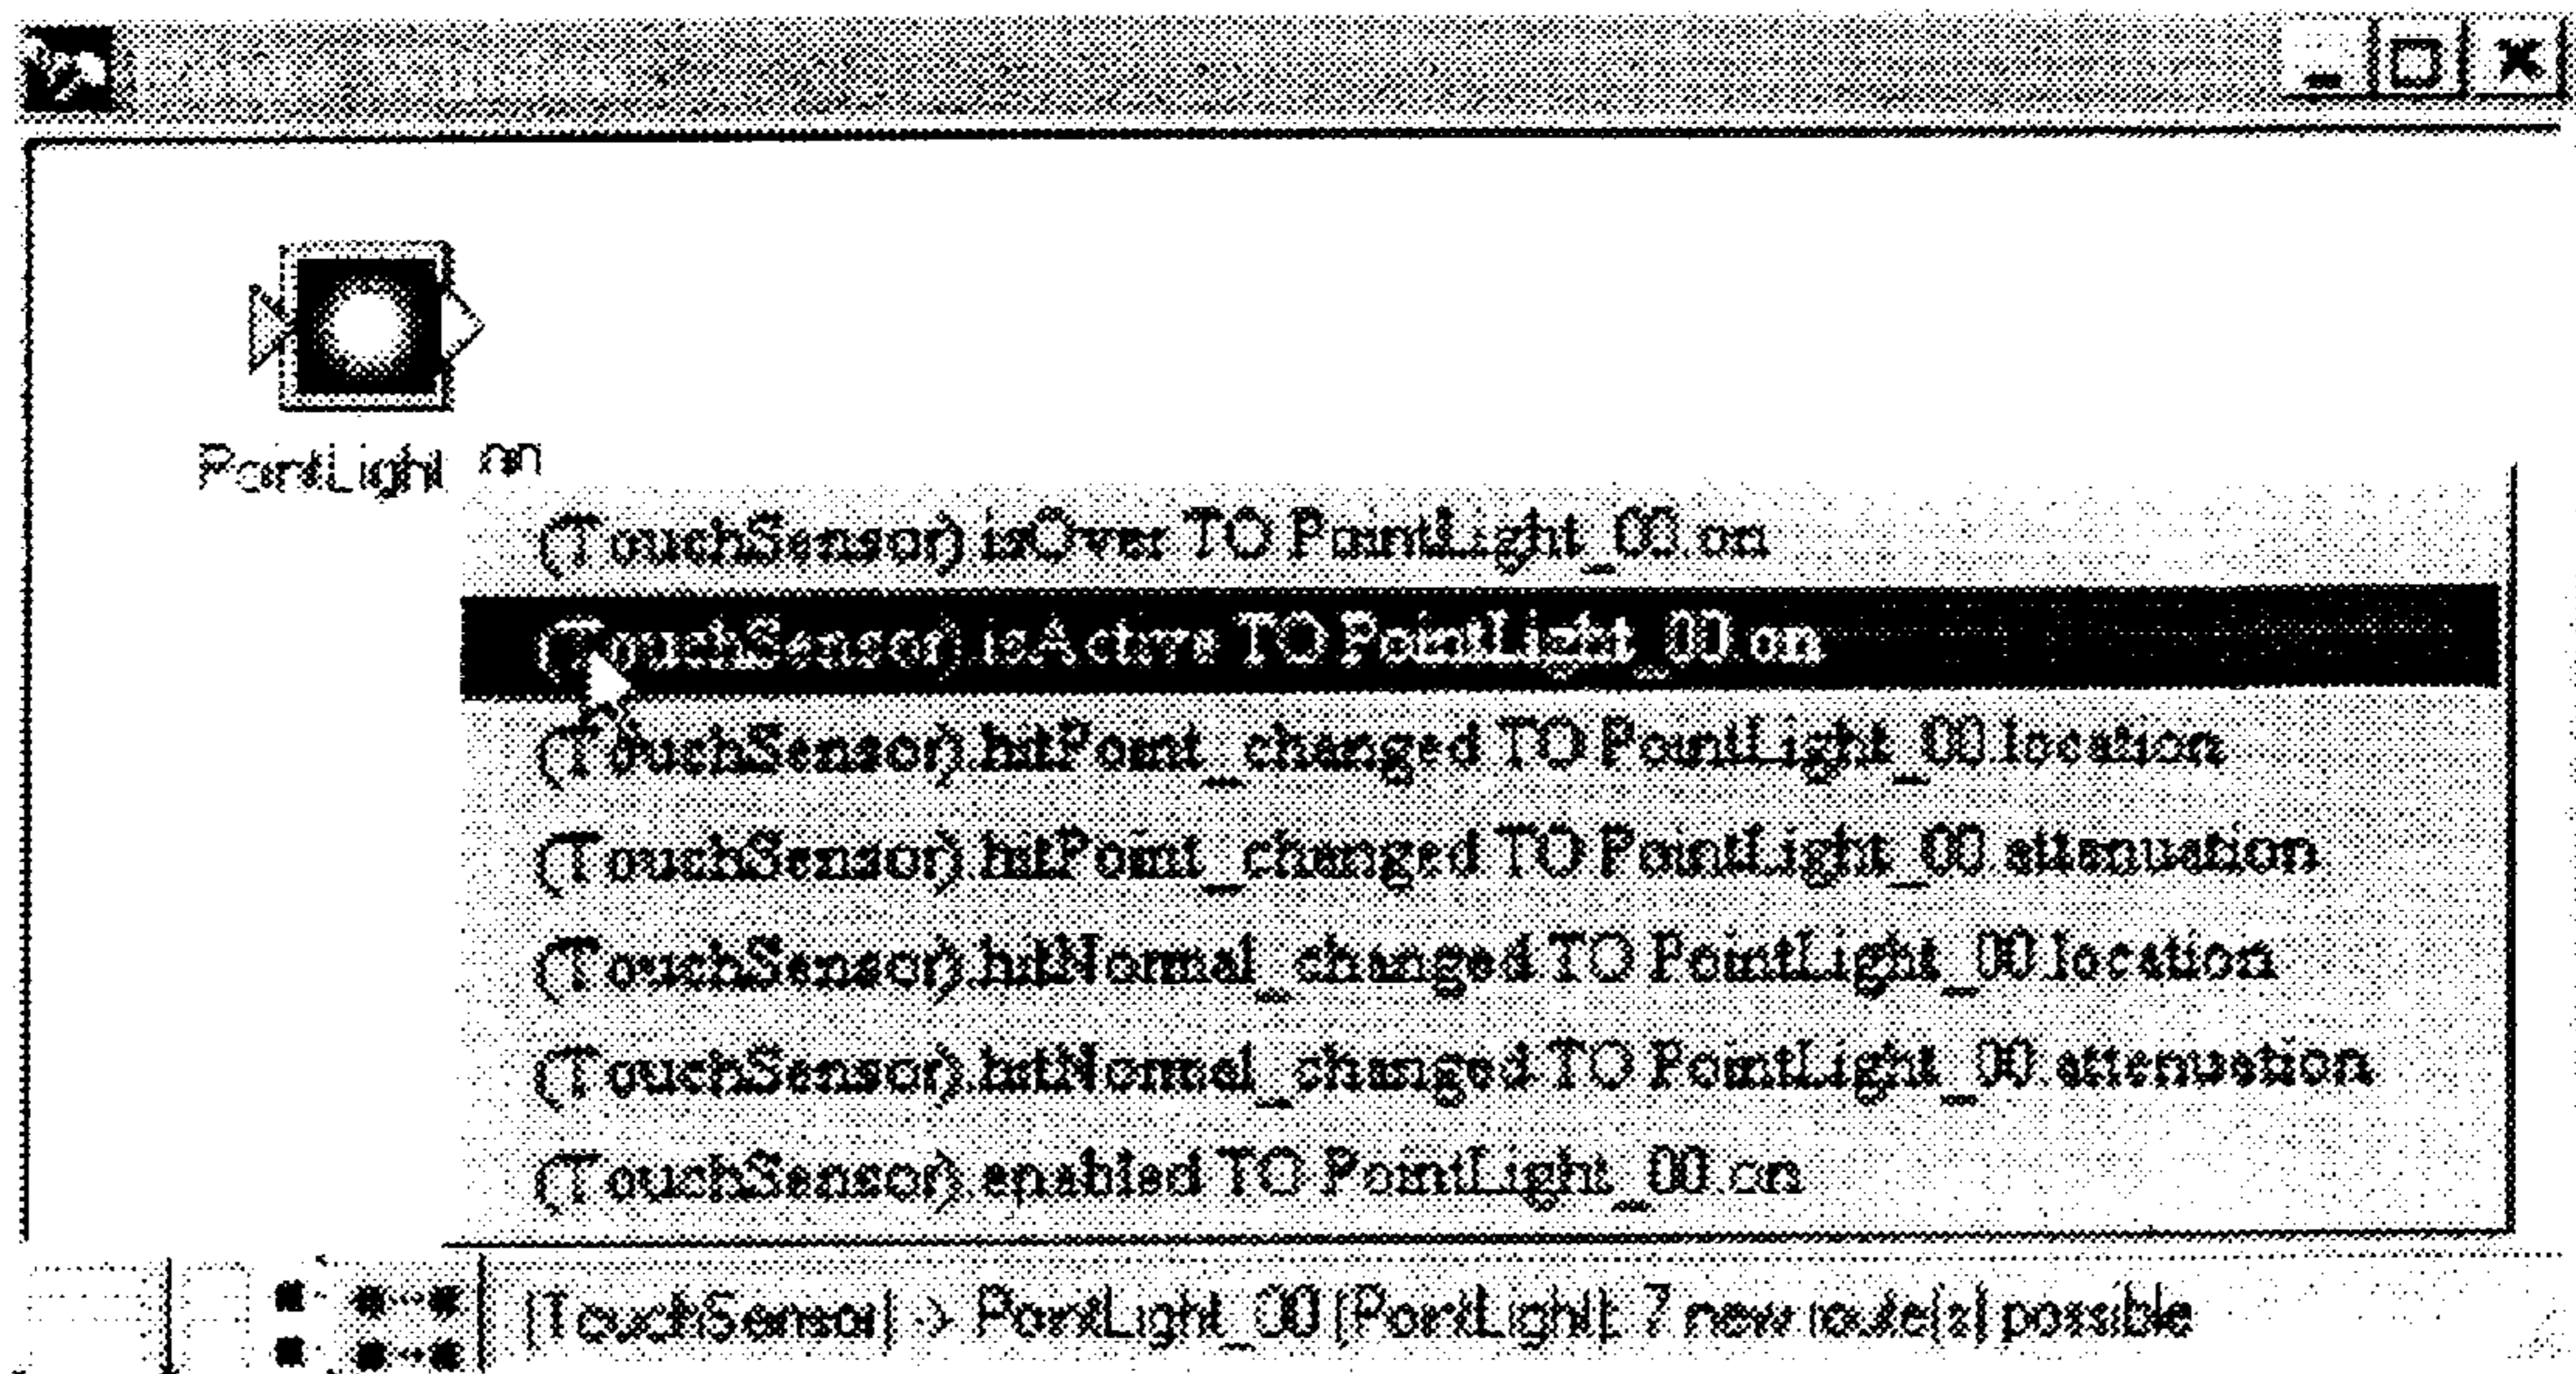 PointLight_00
(TouchSensor) isOver TO PointLight_00.on
(TouchSensor) isActive TO PointLight_00.on
(TouchSensor).hitPoint_changed TO PointLight_00.location
(TouchSensor).hitPoint_changed TO PointLight_00.attenuation
(TouchSensor).hitNormal_changed TO PointLight_00.location
(TouchSensor).hitNormal_changed TO PointLight_00.attenuation
(TouchSensor).enabled TO PointLight_00.on
[TouchSensor] -> PointLight_00 [PointLight]: 7 new route[s] possible